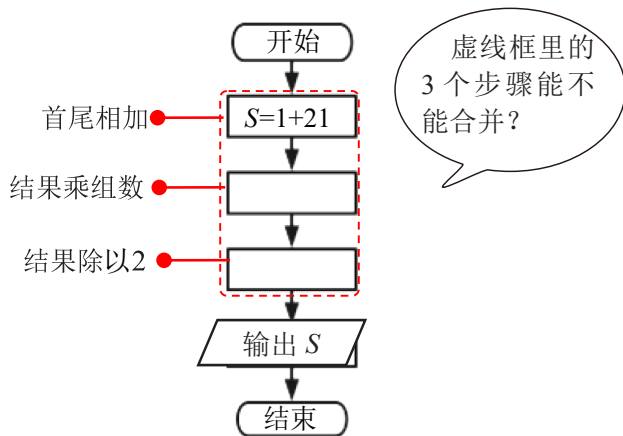 开始
虚线框里的
3个步骤能不
能合并？
首尾相加
S=1+21
结果乘组数
结果除以2
输出 S
结束